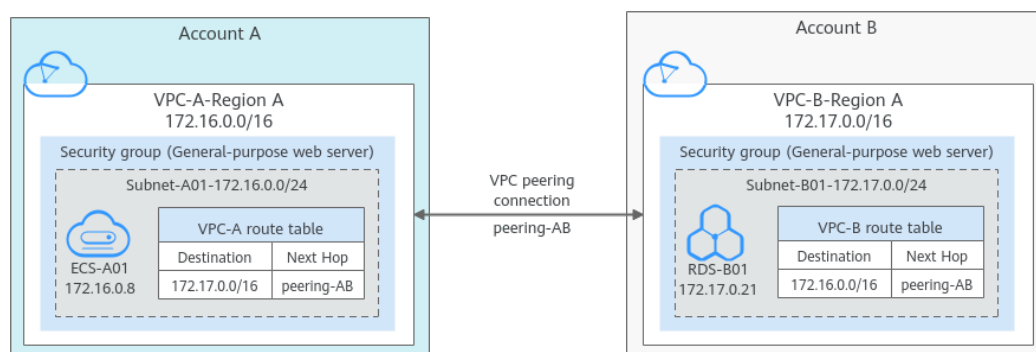 Account A
VPC-A-Region A
172.16.0.0/16
Security group (General-purpose web server)
Subnet-A01-172.16.0.0/24
ECS-A01
172.16.0.8
VPC-A route table
Destination Next Hop
172.17.0.0/16 peering-AB
VPC peering
connection
peering-AB
Account B
VPC-B-Region A
172.17.0.0/16
Security group (General-purpose web server)
Subnet-B01-172.17.0.0/24
RDS-B01
172.17.0.21
VPC-B route table
Destination Next Hop
172.16.0.0/16 peering-AB